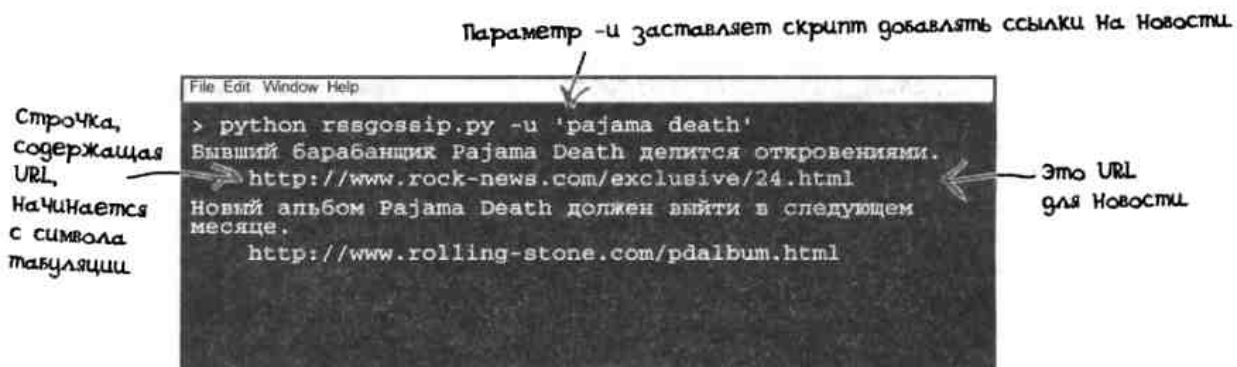 Параметр -u заставляет скрипт добавлять ссылки на новости
File Edit Window Help
> python rssgossip.py -u 'pajama death'
Бывший барабанщик Pajama Death делится откровениями.
http://www.rock-news.com/exclusive/24.html
Новый альбом Pajama Death должен выйти в следующем
месяце.
http://www.rolling-stone.com/pdalbum.html
Строчка,
содержащая
URL,
начинается
с символа
табуляции
Это URL
для новости